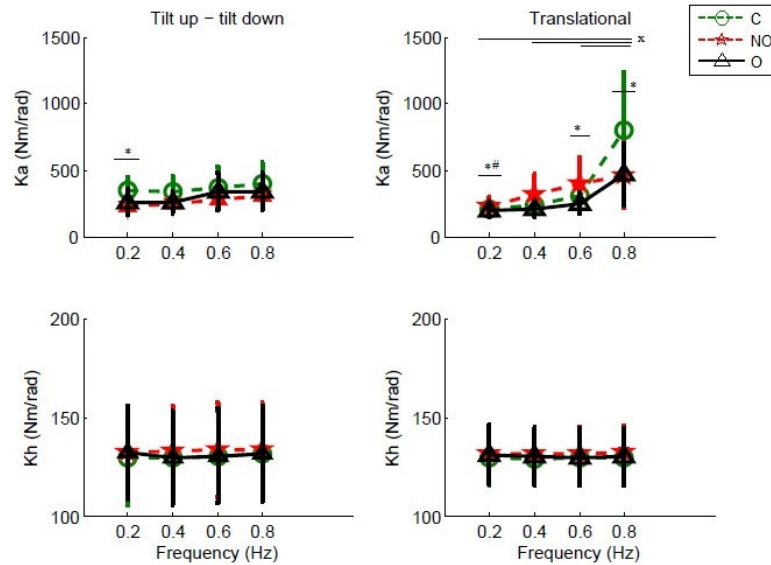 Tilt up − tilt down
Translational
C
NO
O
1500
1000
500
0
Ka (Nm/rad)
*
0.2 0.4 0.6 0.8
1500
1000
500
0
Ka (Nm/rad)
x
*
*
*#
0.2 0.4 0.6 0.8
200
150
100
Kh (Nm/rad)
0.2 0.4 0.6 0.8
Frequency (Hz)
200
150
100
Kh (Nm/rad)
0.2 0.4 0.6 0.8
Frequency (Hz)